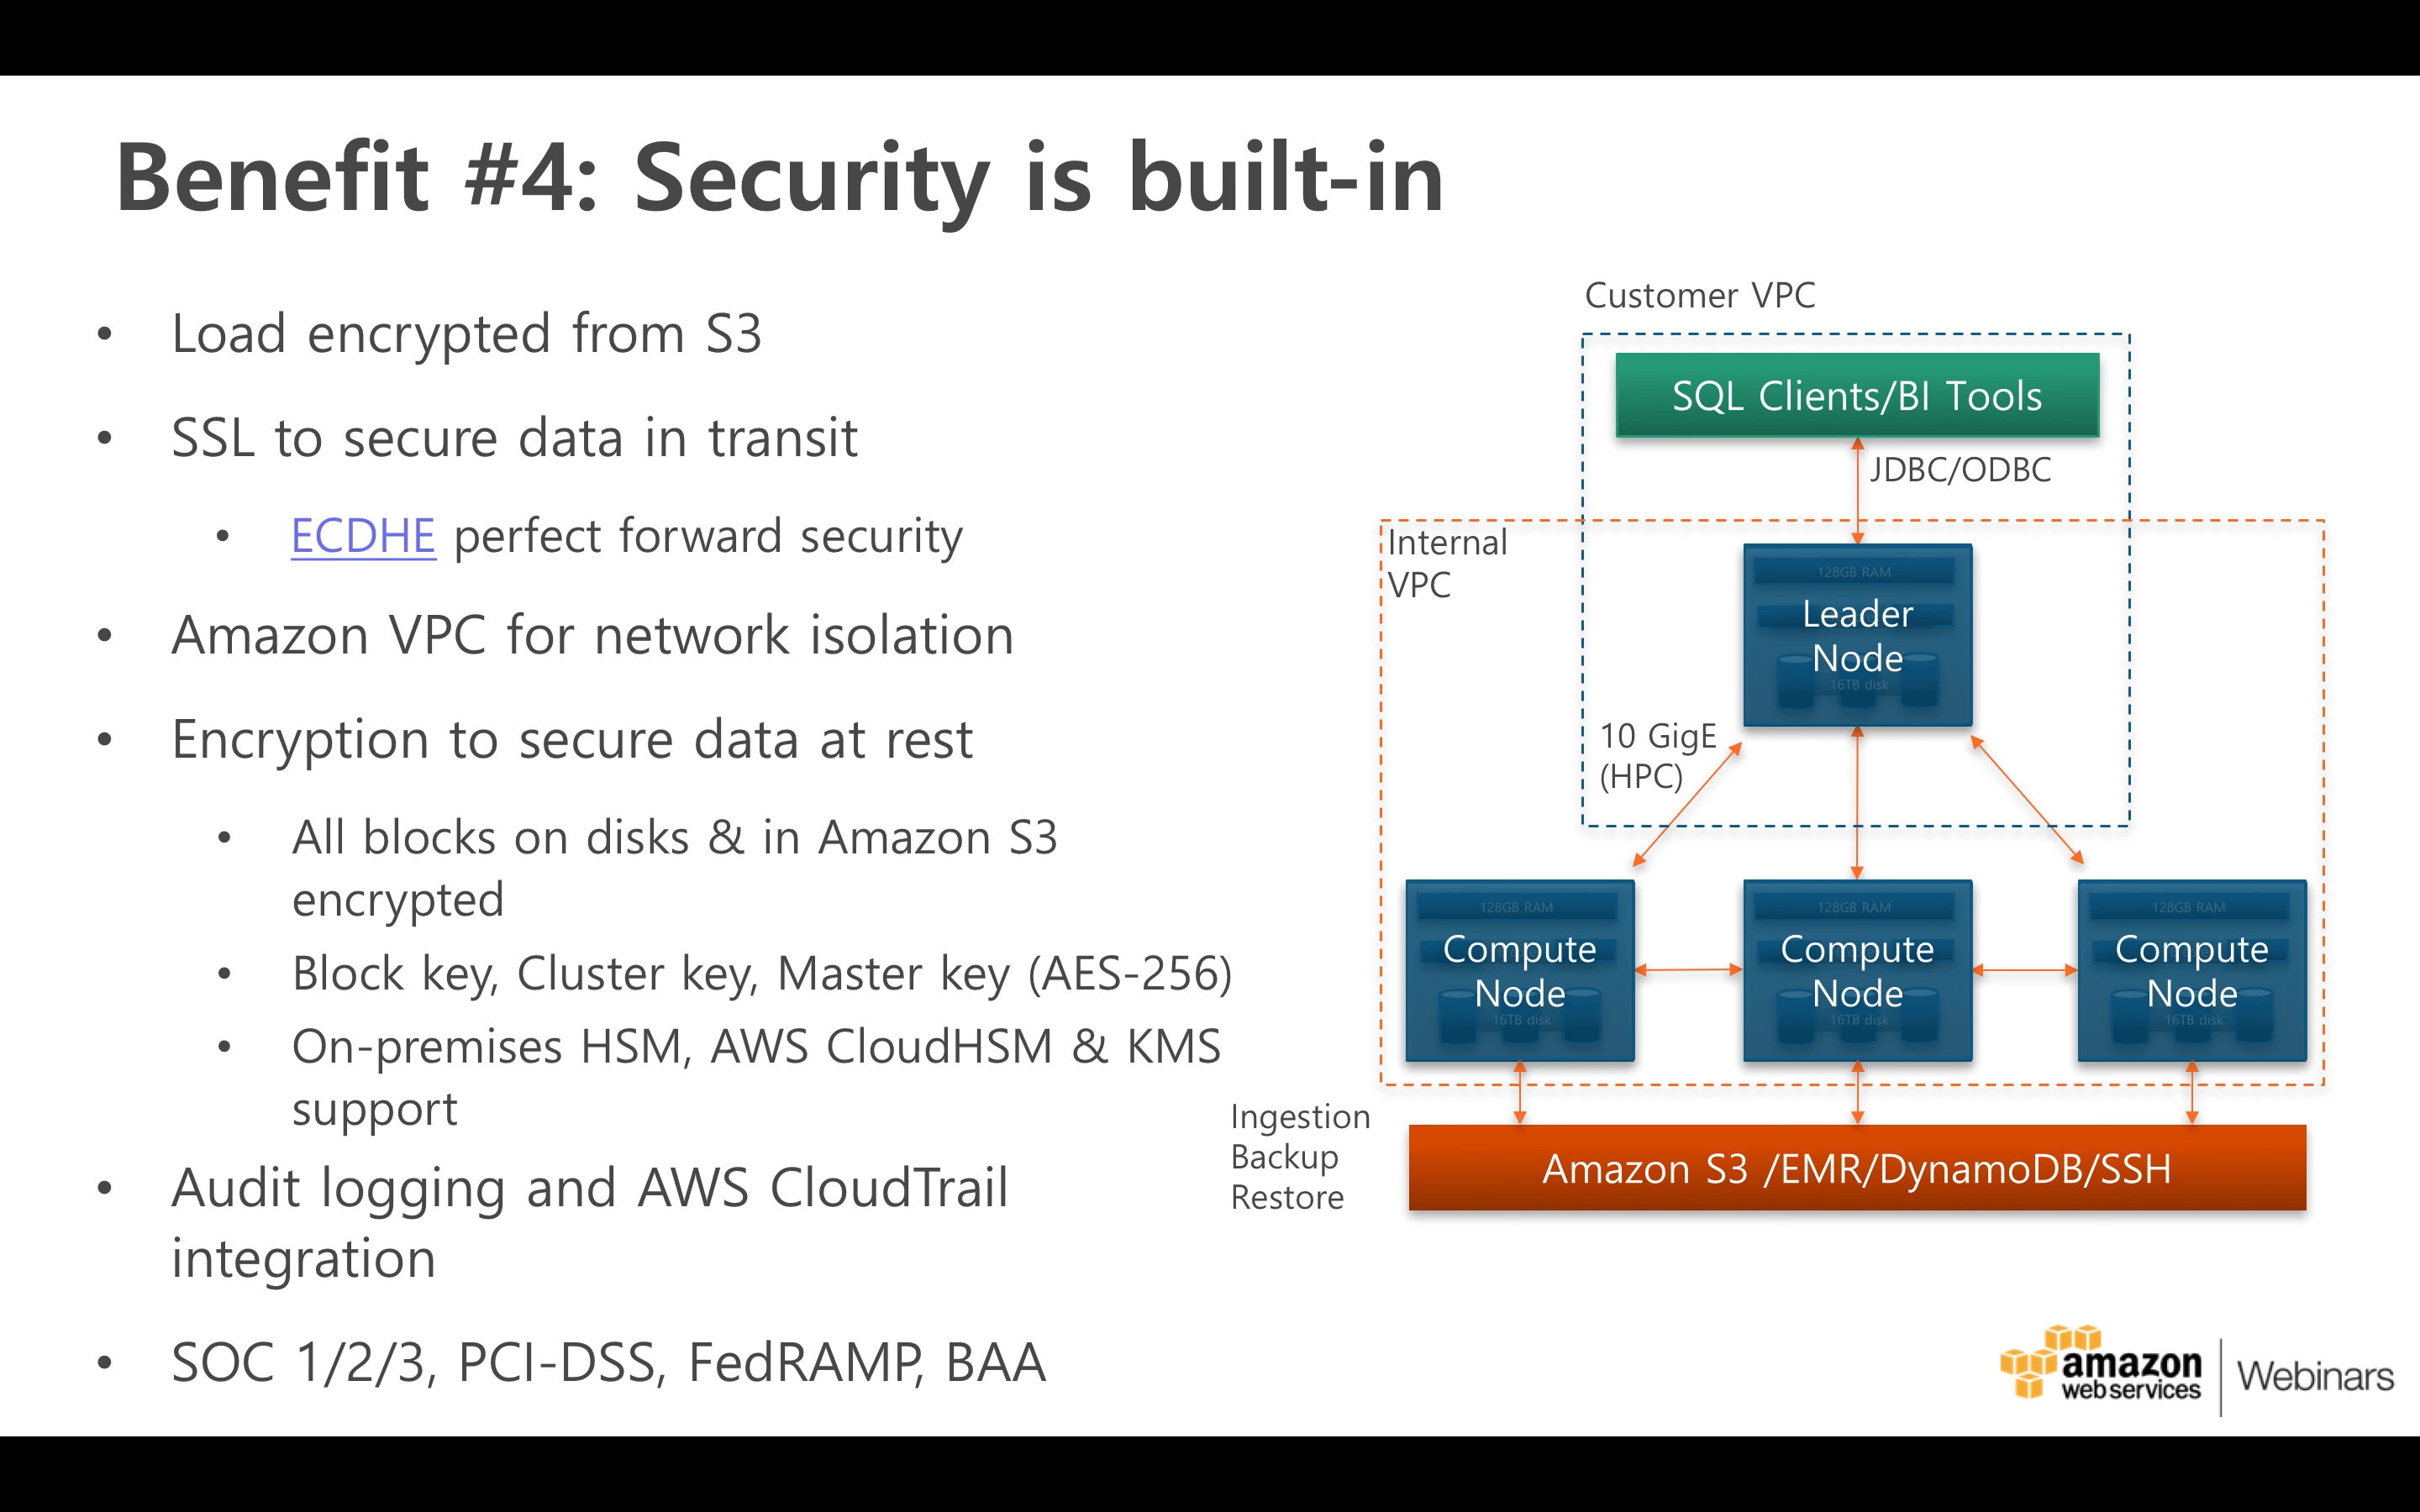 Benefit #4: Security is built-in
• Load encrypted from S3
• SSL to secure data in transit
• ECDHE perfect forward security
• Amazon VPC for network isolation
• Encryption to secure data at rest
• All blocks on disks & in Amazon S3
encrypted
• Block key, Cluster key, Master key (AES-256)
• On-premises HSM, AWS CloudHSM & KMS
support
• Audit logging and AWS CloudTrail
integration
• SOC 1/2/3, PCI-DSS, FedRAMP, BAA
Customer VPC
SQL Clients/BI Tools
JDBC/ODBC
Internal
VPC
128GB RAM
Leader
Node
16TB disk
10 GigE
(HPC)
128GB RAM
Compute
Node
16TB disk
128GB RAM
Compute
Node
16TB disk
128GB RAM
Compute
Node
16TB disk
Ingestion
Backup
Restore
Amazon S3 /EMR/DynamoDB/SSH
amazon
web services
Webinars